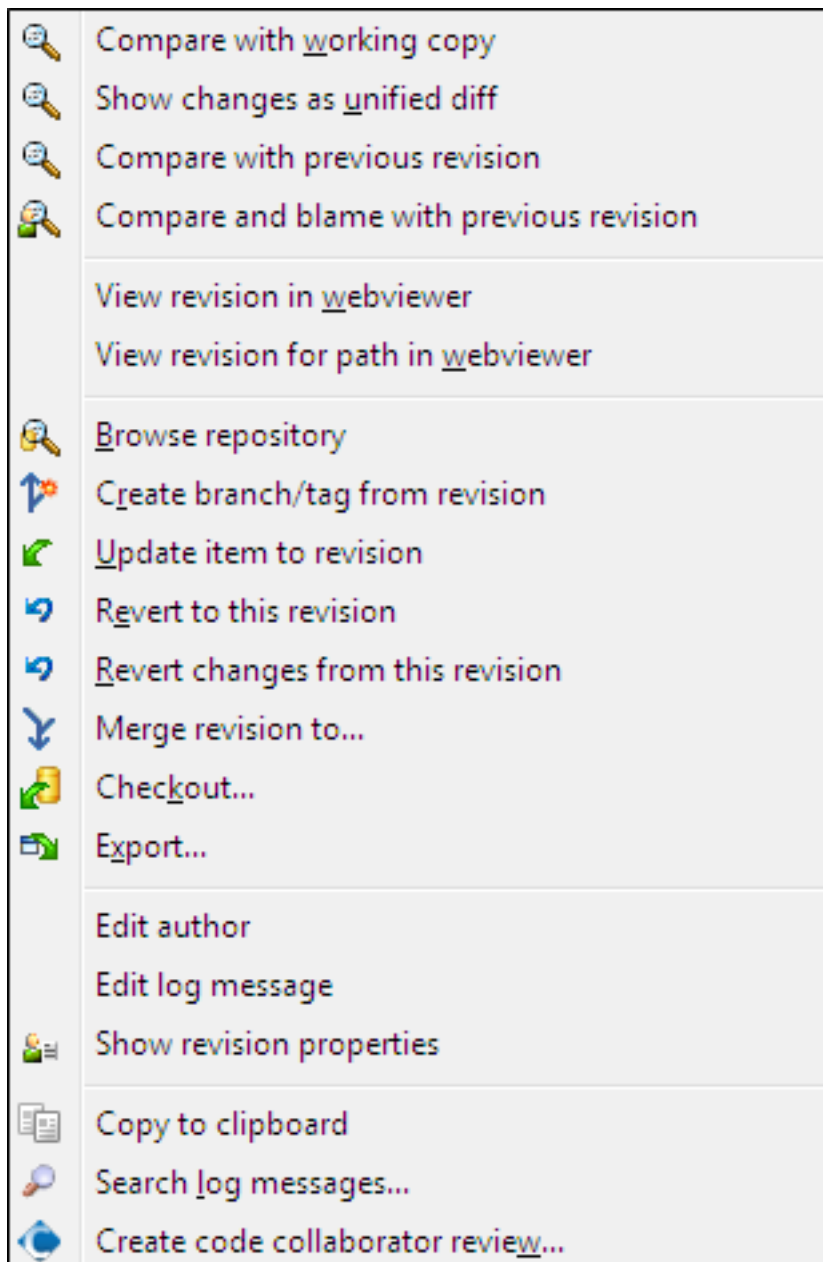 Compare with working copy
Show changes as unified diff
Compare with previous revision
Compare and blame with previous revision
View revision in webviewer
View revision for path in webviewer
Browse repository
Create branch/tag from revision
Update item to revision
Revert to this revision
Revert changes from this revision
Merge revision to...
Checkout...
Export...
Edit author
Edit log message
Show revision properties
Copy to clipboard
Search log messages...
Create code collaborator review...